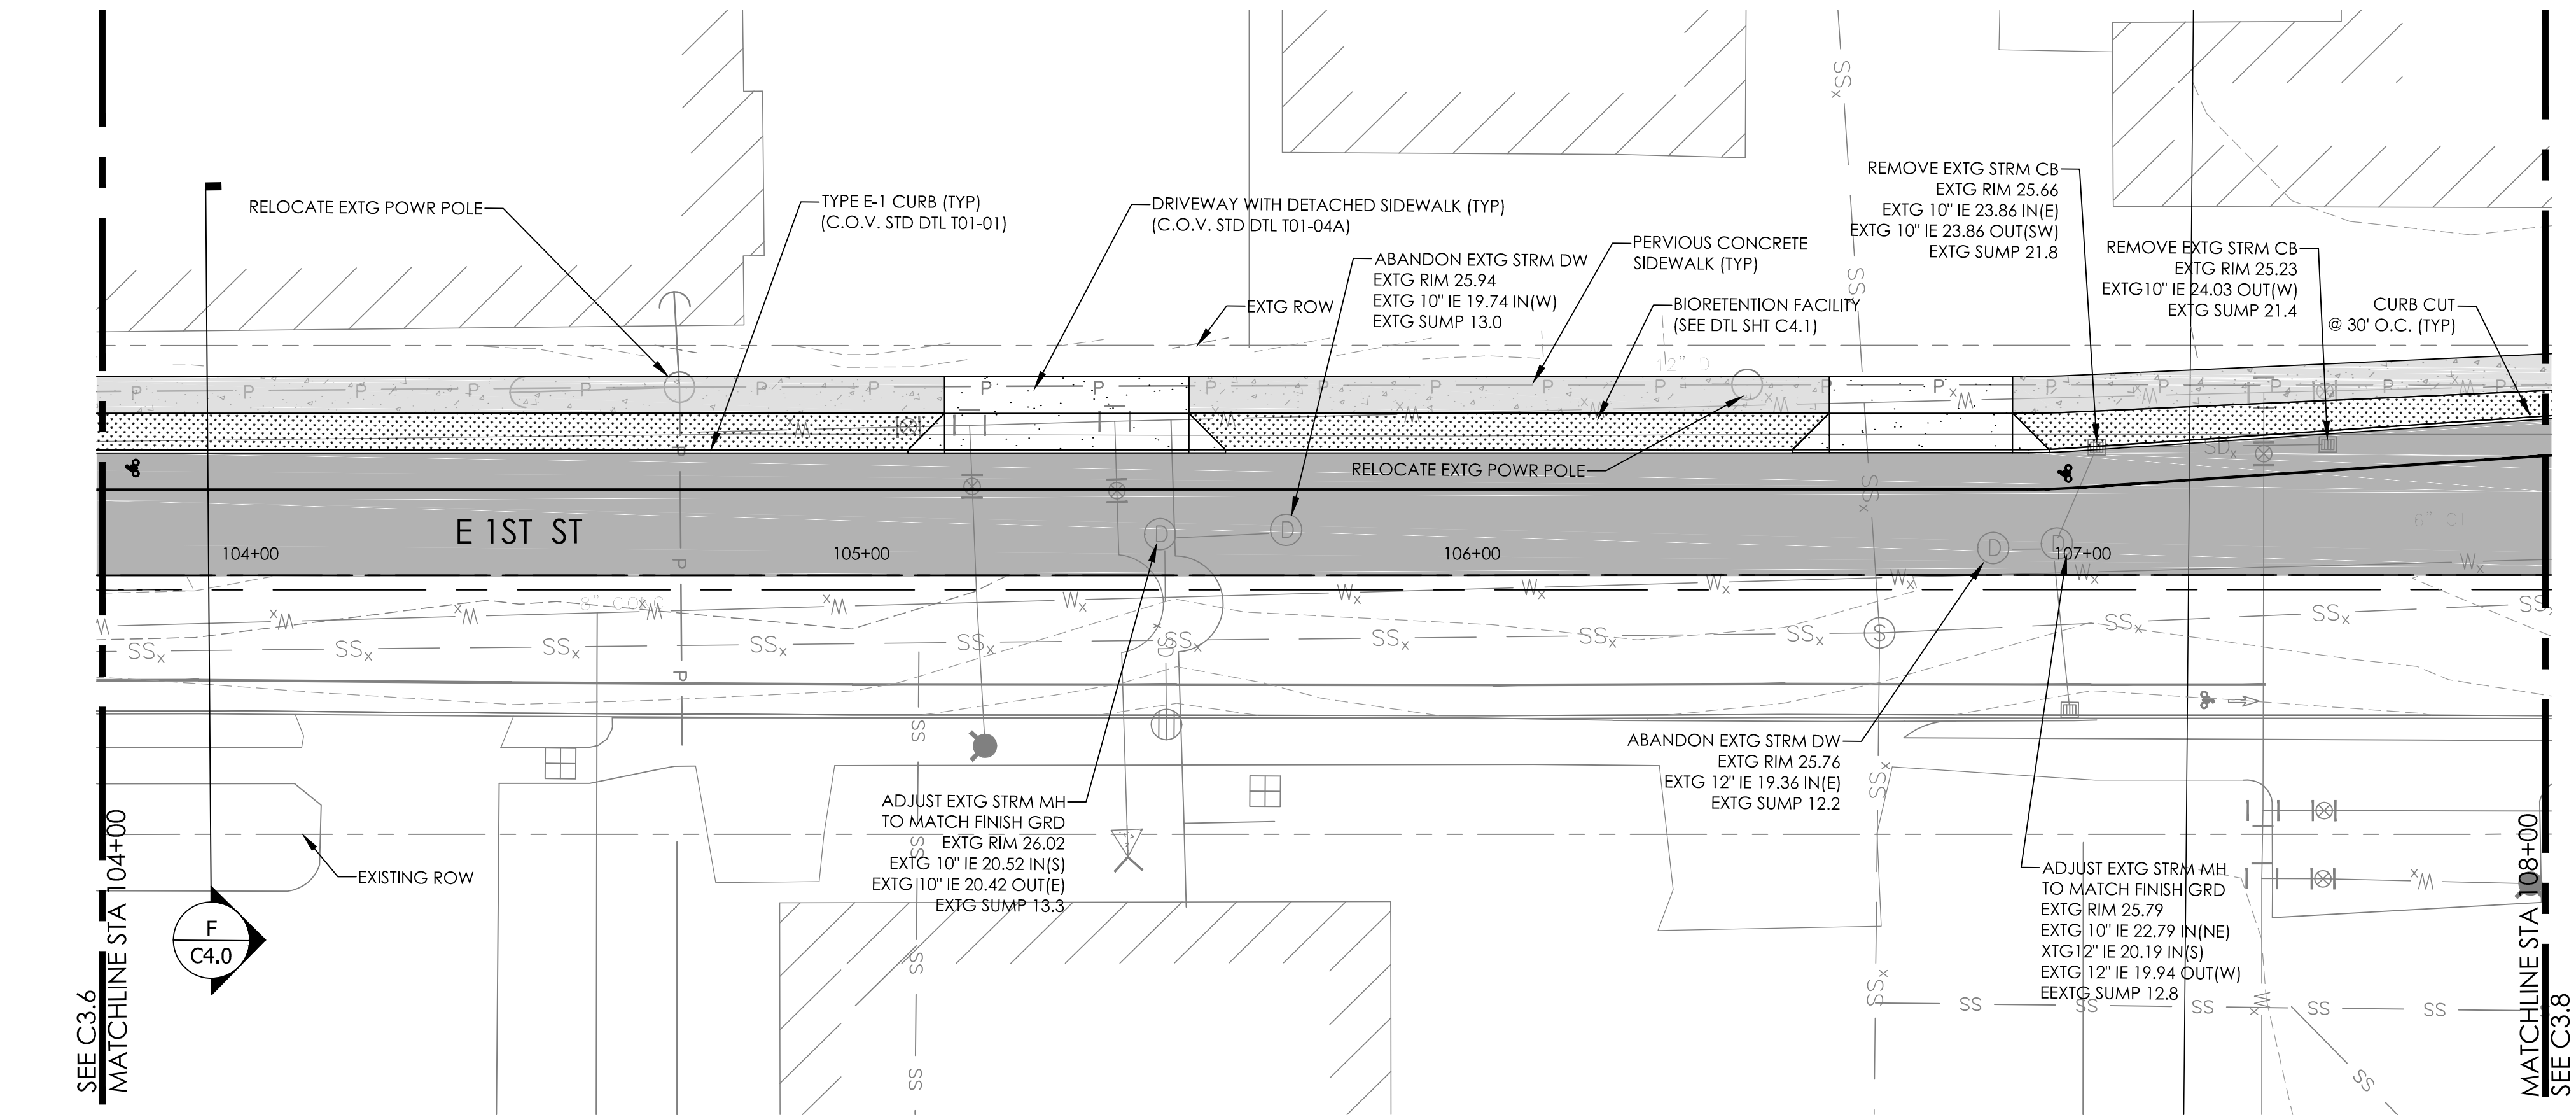 RELOCATE EXTG POWR POLE
TYPE E-1 CURB (TYP)
(C.O.V. STD DTL T01-01)
DRIVEWAY WITH DETACHED SIDEWALK (TYP)
(C.O.V. STD DTL T01-04A)
ABANDON EXTG STRM DW
EXTG RIM 25.94
EXTG 10" IE 19.74 IN(W)
EXTG SUMP 13.0
EXTG ROW
PERVIOUS CONCRETE
SIDEWALK (TYP)
BIORETENTION FACILITY
(SEE DTL SHT C4.1)
REMOVE EXTG STRM CB
EXTG RIM 25.66
EXTG 10" IE 23.86 IN(E)
EXTG 10" IE 23.86 OUT(SW)
EXTG SUMP 21.8
REMOVE EXTG STRM CB
EXTG RIM 25.23
EXTG10" IE 24.03 OUT(W)
EXTG SUMP 21.4
CURB CUT
@ 30' O.C. (TYP)
12" DI
RELOCATE EXTG POWR POLE
E 1ST ST
104+00
105+00
106+00
107+00
6" CI
8" CONC
ABANDON EXTG STRM DW
EXTG RIM 25.76
EXTG 12" IE 19.36 IN(E)
EXTG SUMP 12.2
ADJUST EXTG STRM MH
TO MATCH FINISH GRD
EXTG RIM 26.02
EXTG 10" IE 20.52 IN(S)
EXTG 10" IE 20.42 OUT(E)
EXTG SUMP 13.3
ADJUST EXTG STRM MH
TO MATCH FINISH GRD
EXTG RIM 25.79
EXTG 10" IE 22.79 IN(NE)
XTG12" IE 20.19 IN(S)
EXTG 12" IE 19.94 OUT(W)
EEXTG SUMP 12.8
EXISTING ROW
F
C4.0
SEE C3.6
MATCHLINE STA 104+00
MATCHLINE STA 108+00
SEE C3.8